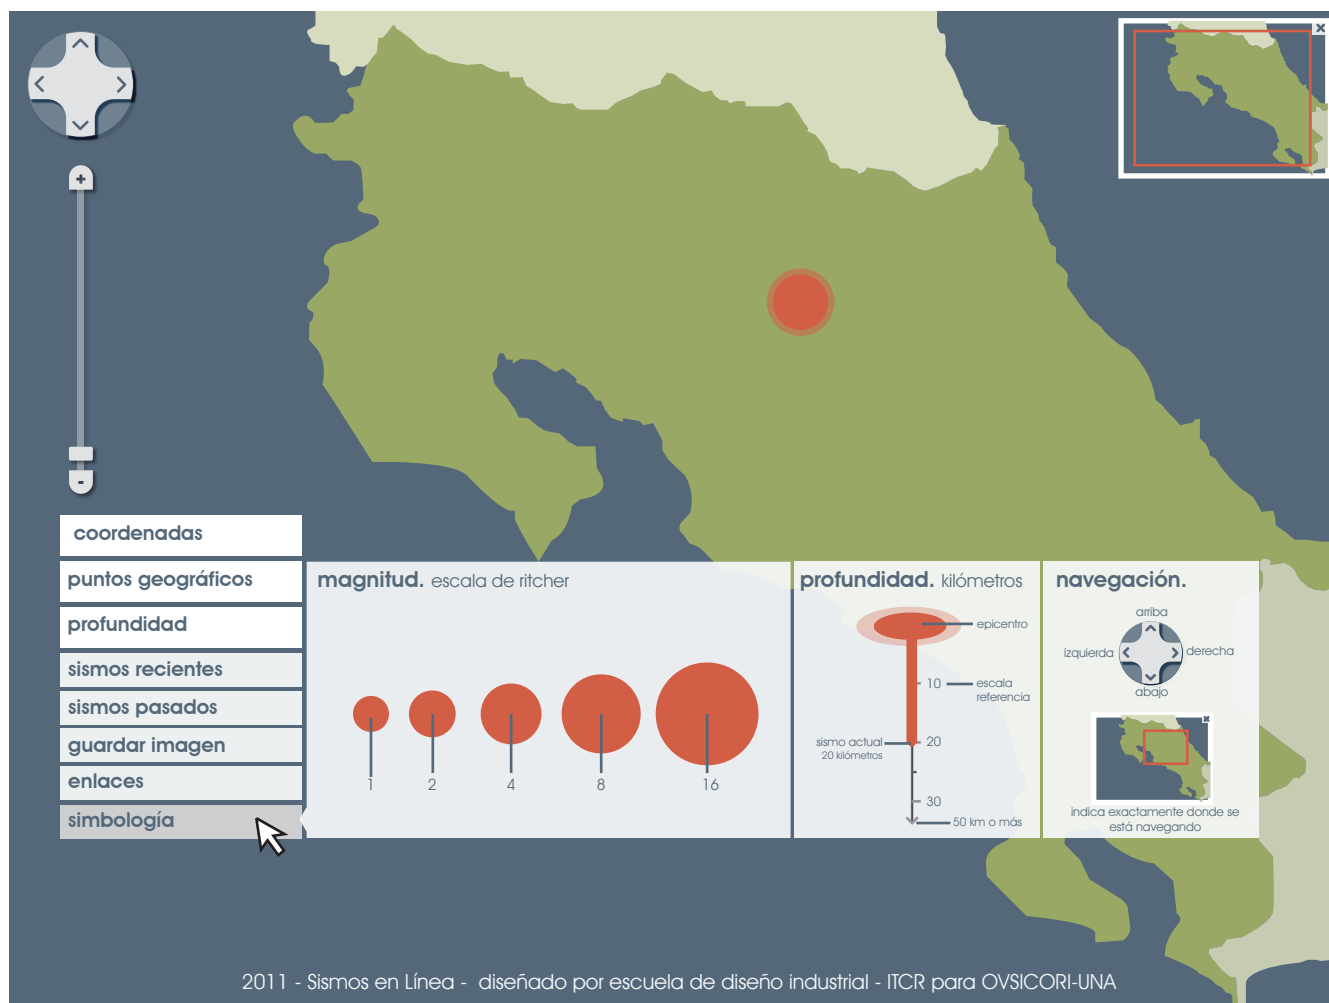 +
-
coordenadas
puntos geográficos
profundidad
sismos recientes
sismos pasados
guardar imagen
enlaces
simbología
magnitud. escala de ritcher
1 2 4 8 16
profundidad. kilómetros
epicentro
10
escala
referencia
sismo actual
20 kilómetros
20
30
50 km o más
navegación.
arriba
izquierda
derecha
abajo
indica exactamente donde se
está navegando
2011 - Sismos en Línea - diseñado por escuela de diseño industrial - ITCR para OVSICORI-UNA